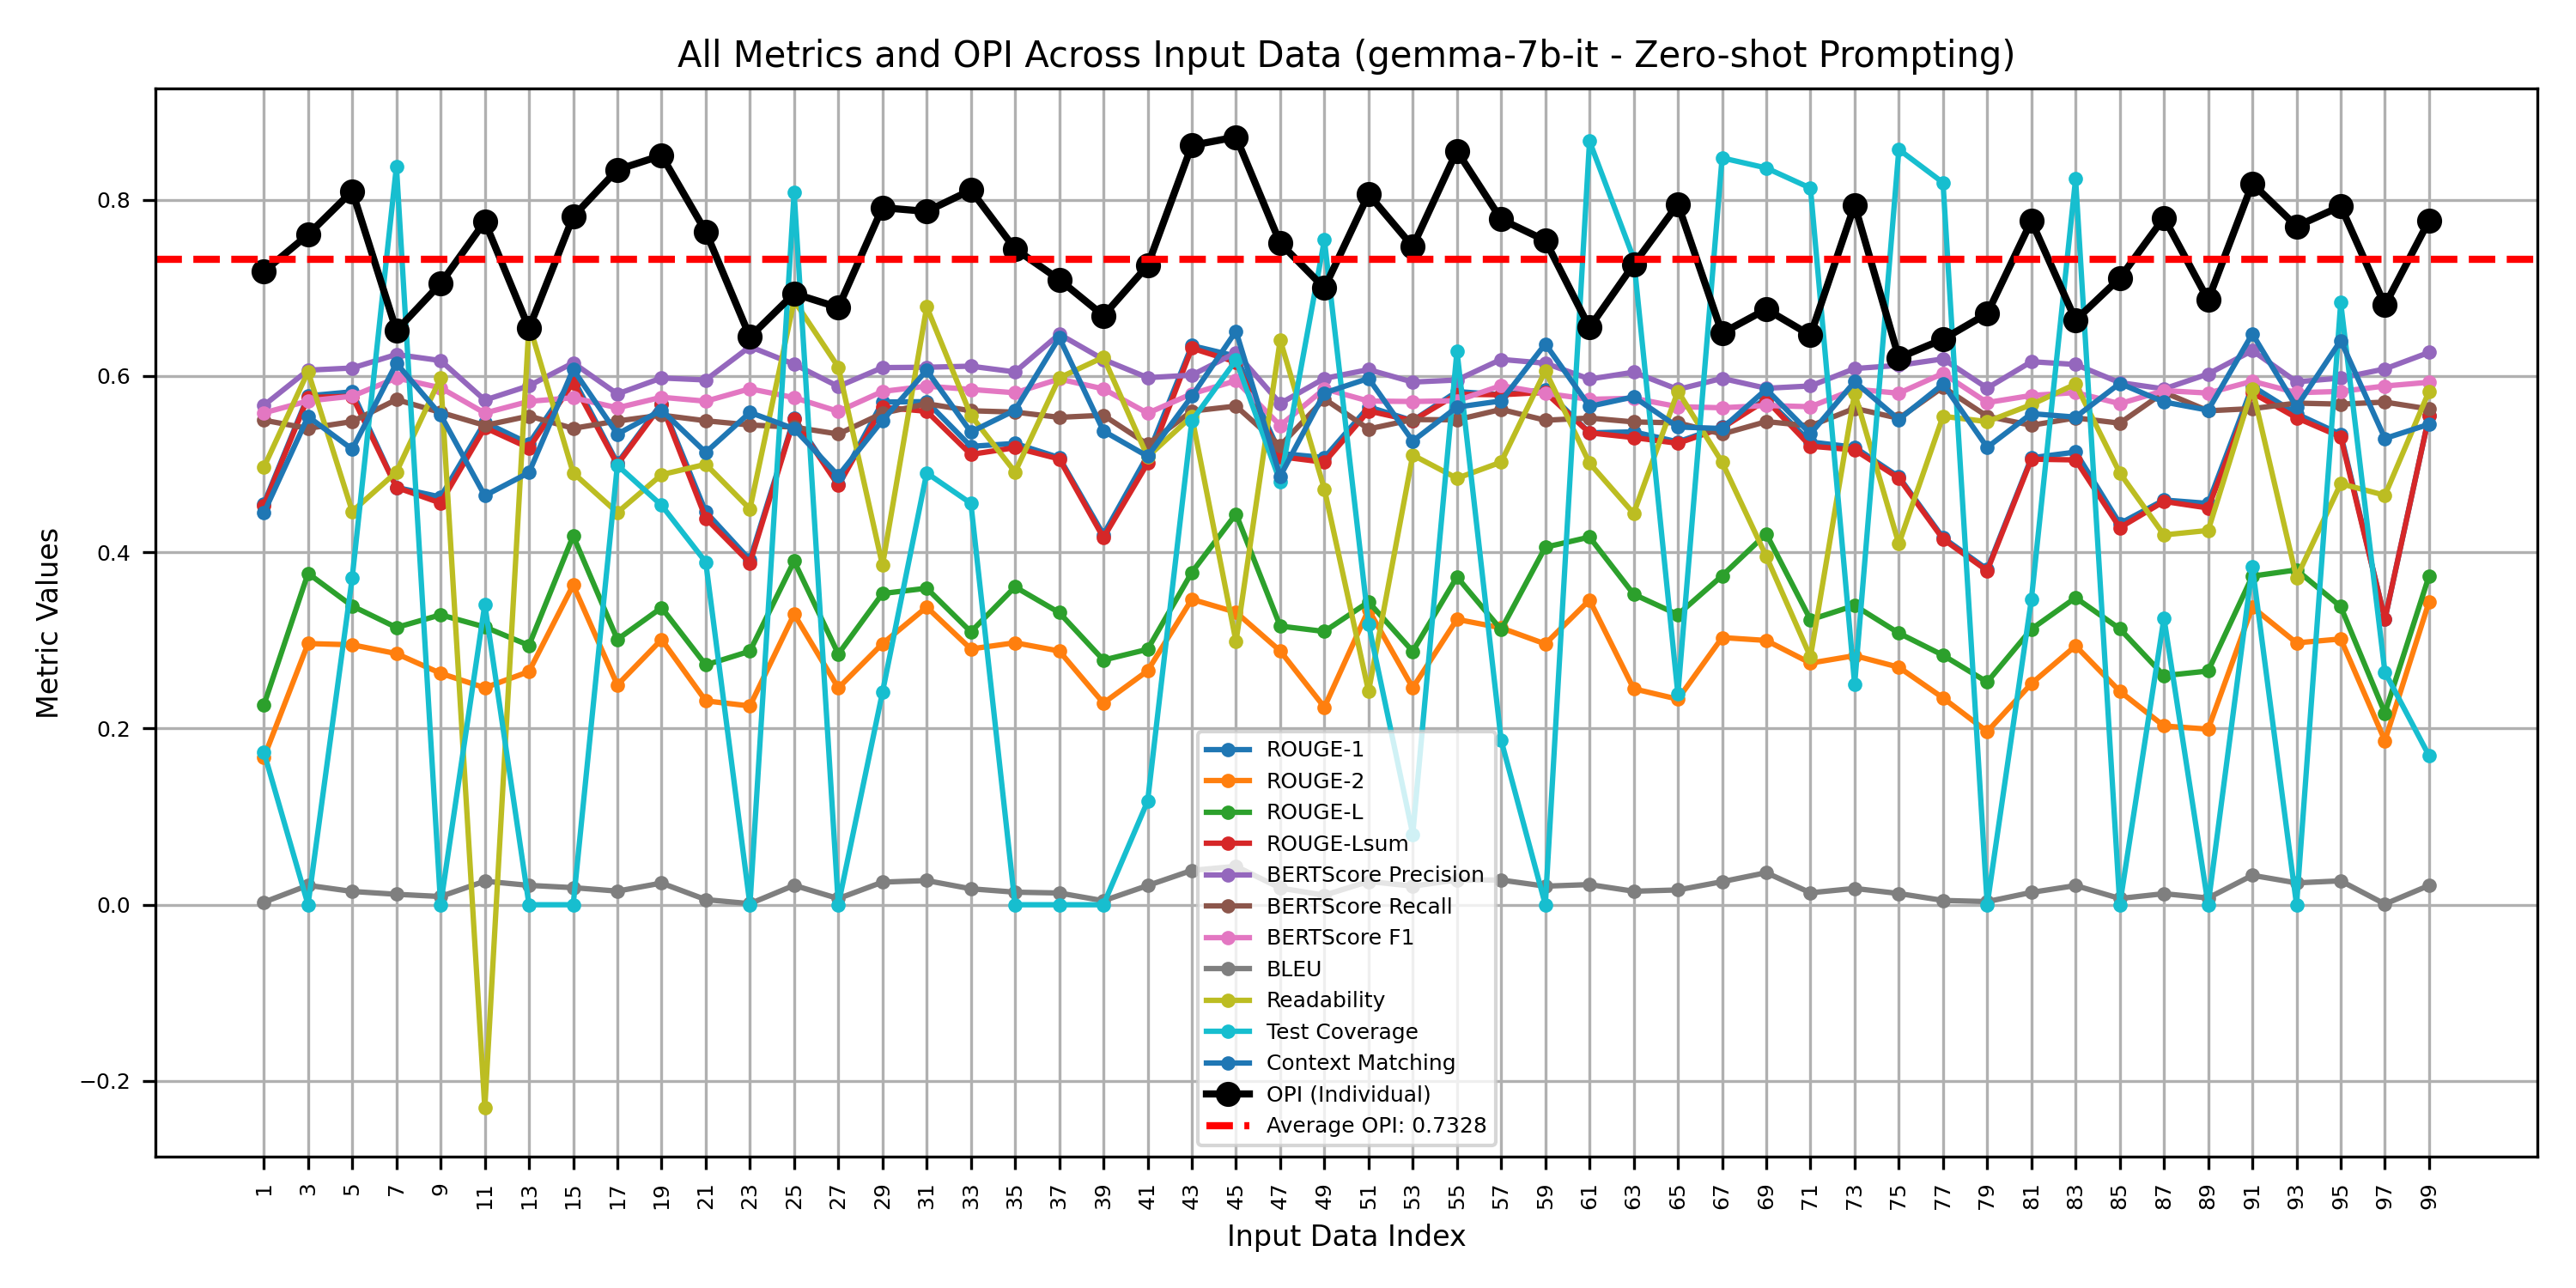 All Metrics and OPI Across Input Data (gemma-7b-it - Zero-shot Prompting)
Metric Values
0.8
0.6
0.4
0.2
0.0
−0.2
ROUGE-1
ROUGE-2
ROUGE-L
ROUGE-Lsum
BERTScore Precision
BERTScore Recall
BERTScore F1
BLEU
Readability
Test Coverage
Context Matching
OPI (Individual)
Average OPI: 0.7328
1 3 5 7 9 11 13 15 17 19 21 23 25 27 29 31 33 35 37 39 41 43 45 47 49 51 53 55 57 59 61 63 65 67 69 71 73 75 77 79 81 83 85 87 89 91 93 95 97 99
Input Data Index